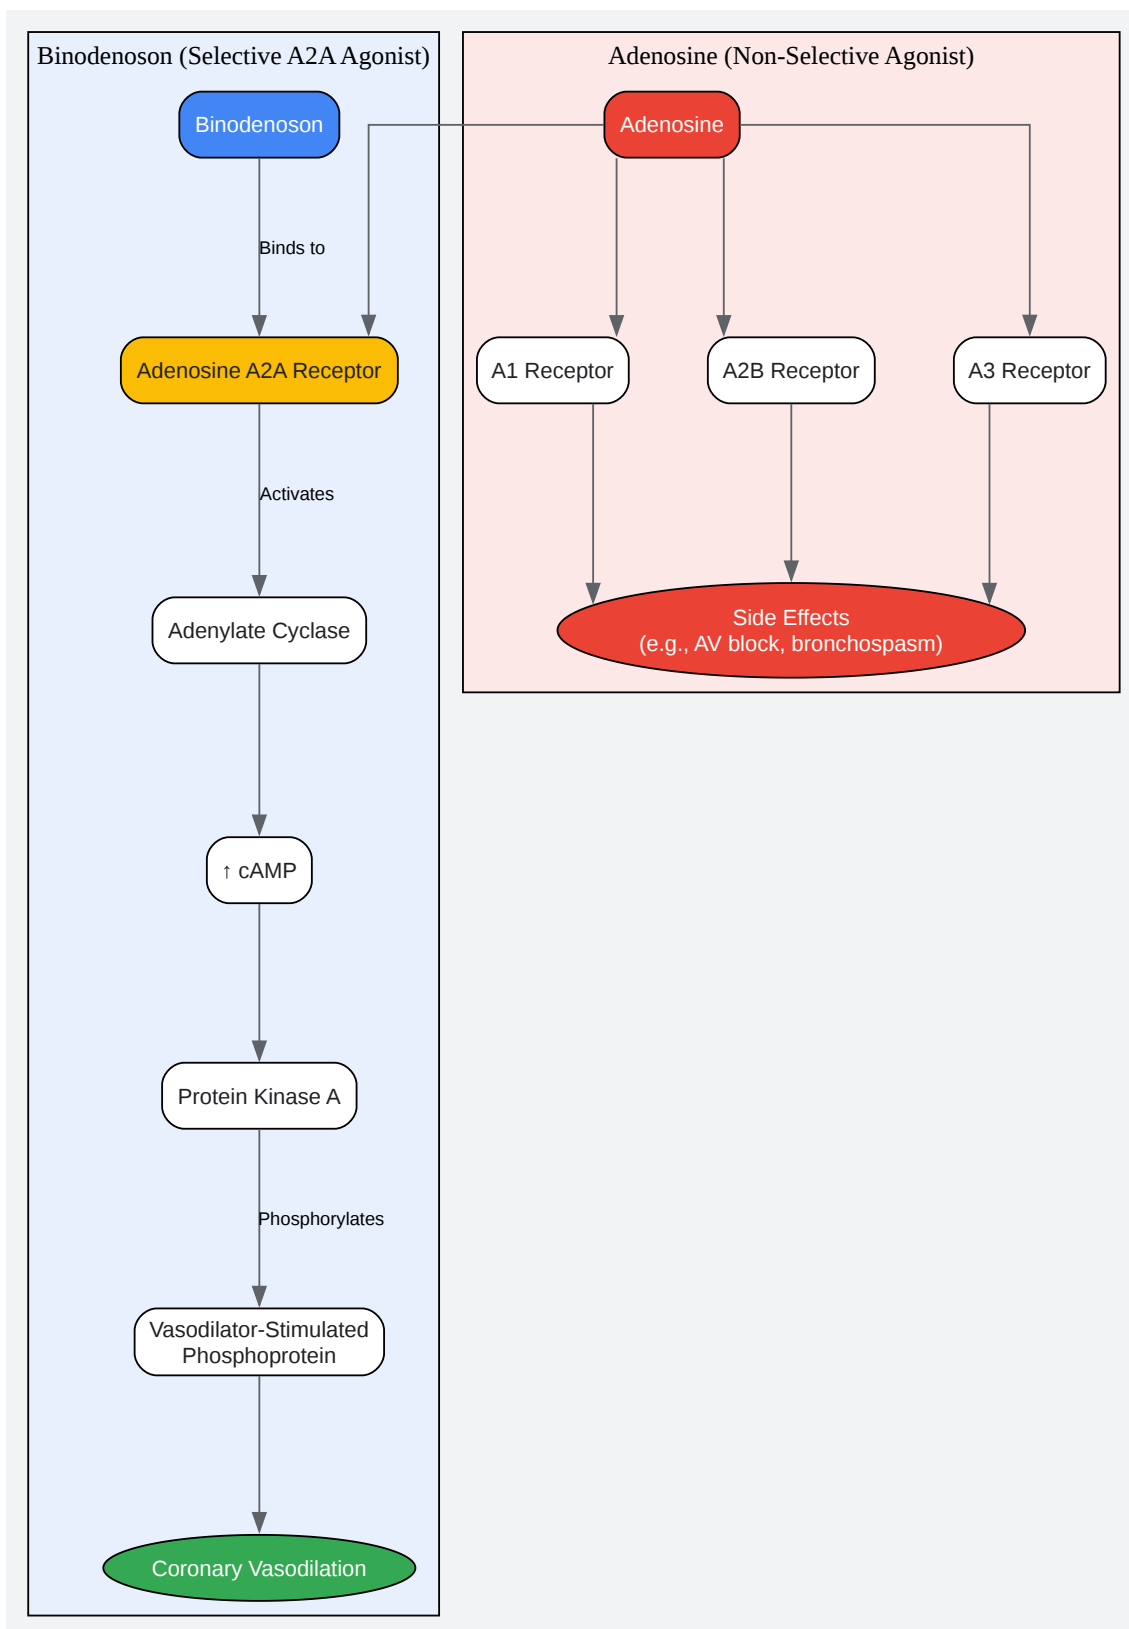 Binodenoson (Selective A2A Agonist)
Binodenoson
Binds to
Adenosine A2A Receptor
Activates
Adenylate Cyclase
↑ cAMP
Protein Kinase A
Phosphorylates
Vasodilator-Stimulated
Phosphoprotein
Coronary Vasodilation
Adenosine (Non-Selective Agonist)
Adenosine
A1 Receptor
A2B Receptor
A3 Receptor
Side Effects
(e.g., AV block, bronchospasm)